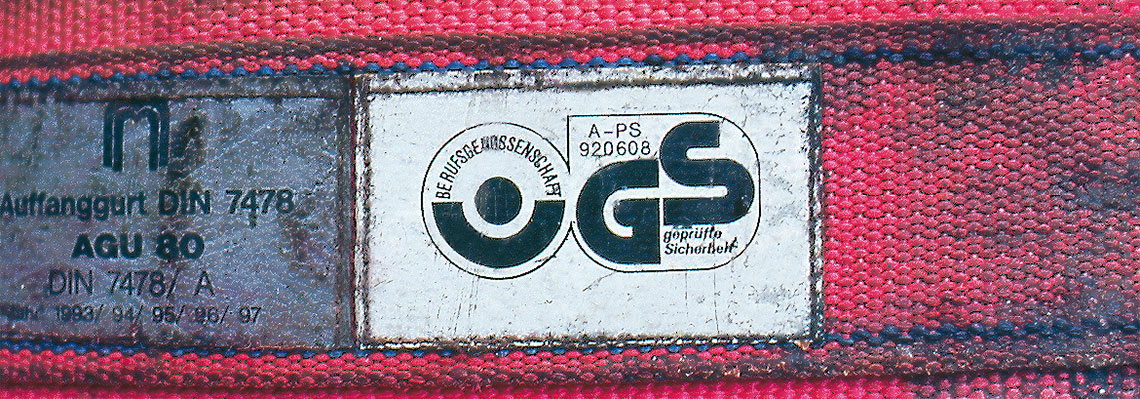 Auffanggurt DIN 7478
AGU 80
DIN 7478/ A
1993/ 94/ 95/ 96/ 97
BERUFSGENOSSENSCHAFT
A-PS
920608
GS
geprüfte
Sicherheit